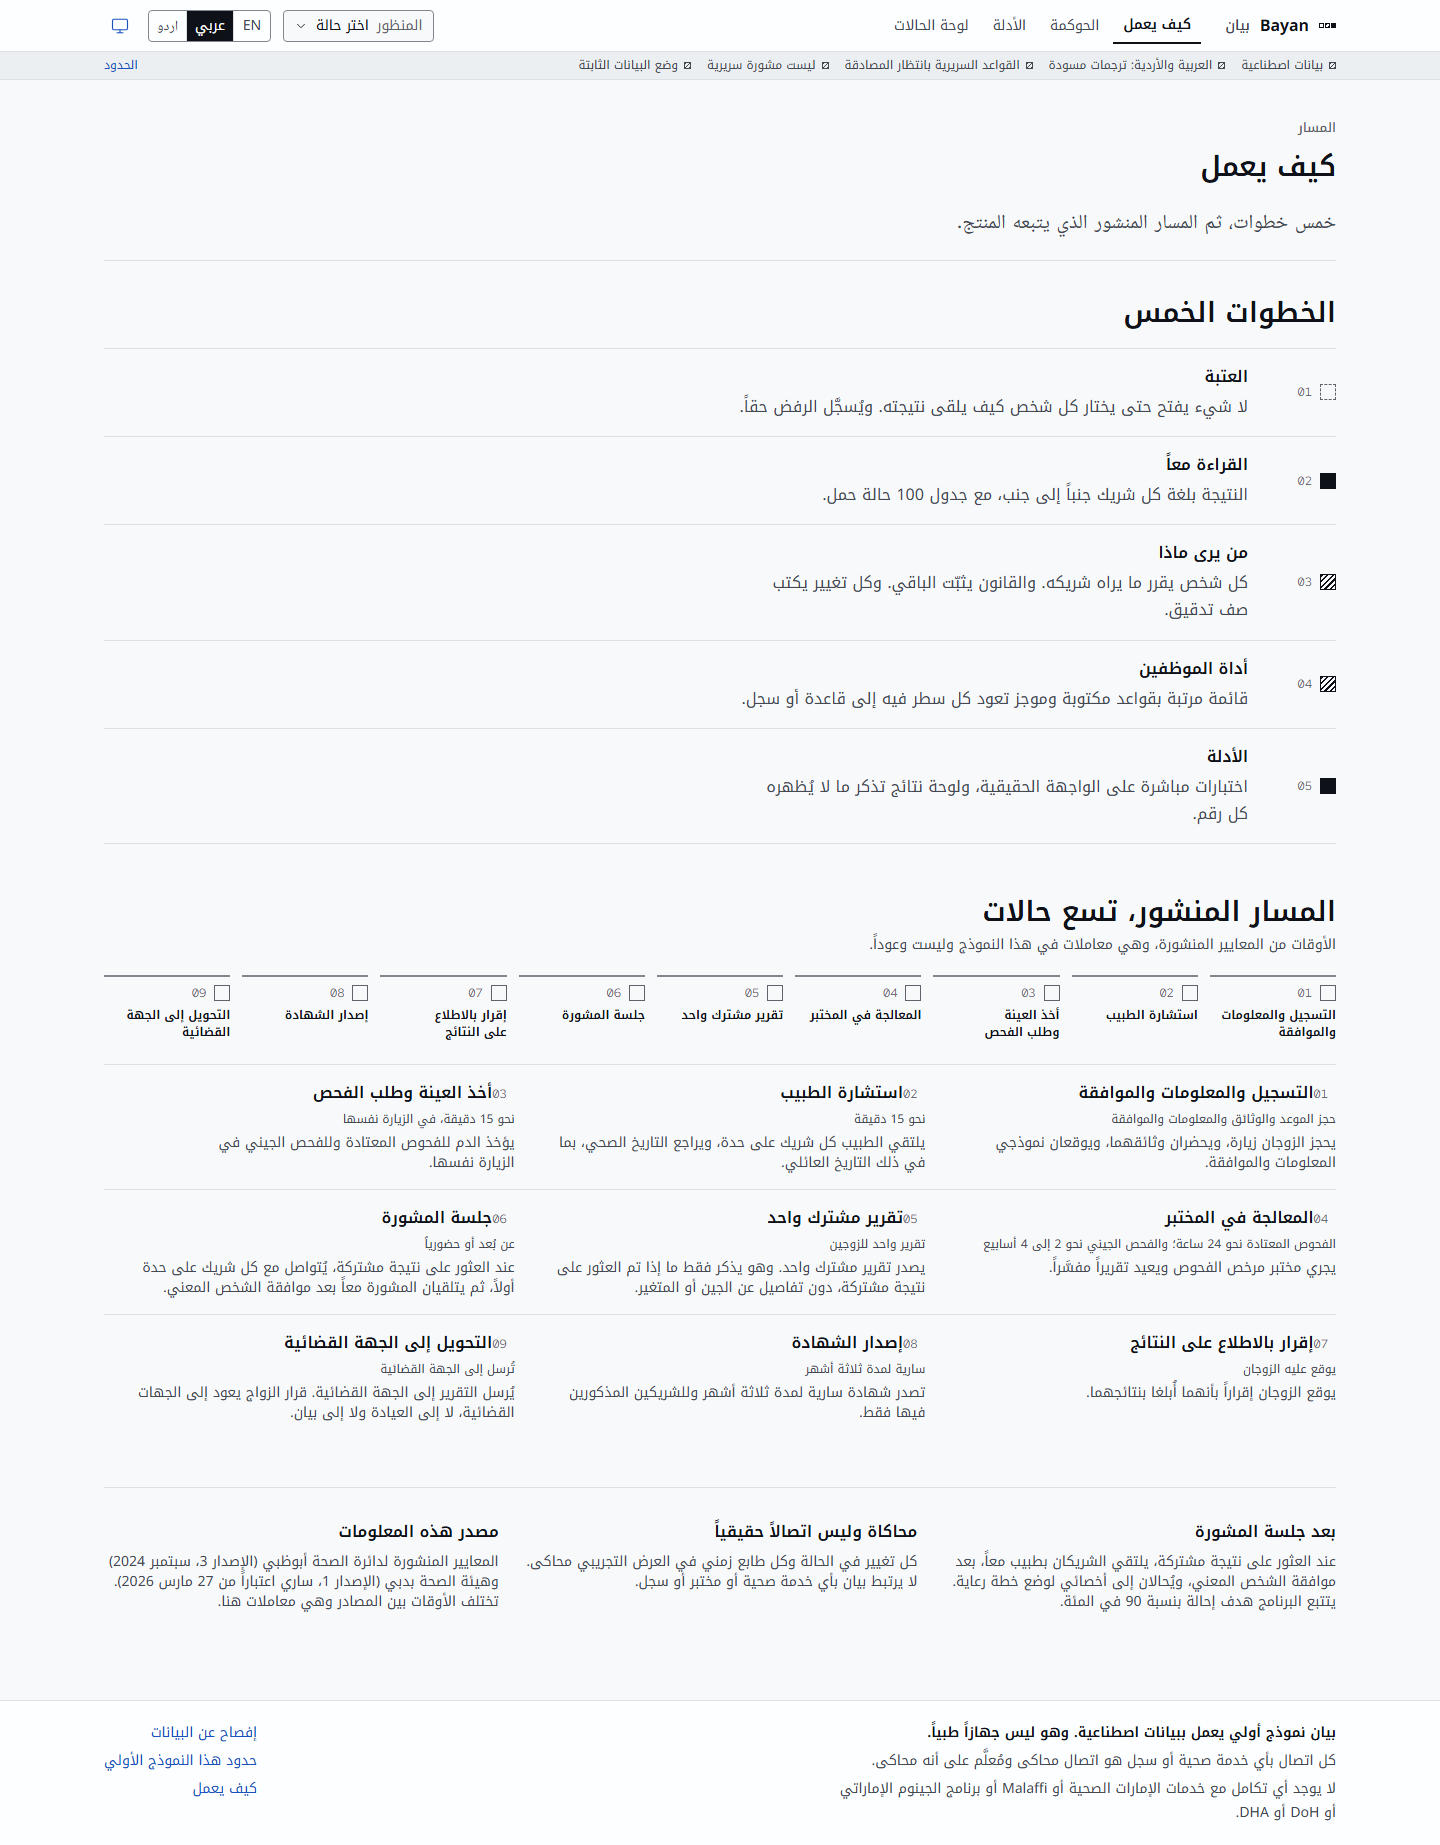 Bayan بيان
كيف يعمل
الحوكمة
الأدلة
لوحة الحالات
المنظور اختر حالة
EN
عربي
اردو
بيانات اصطناعية
العربية والأردية: ترجمات مسودة
القواعد السريرية بانتظار المصادقة
ليست مشورة سريرية
وضع البيانات الثابتة
الحدود
المسار
كيف يعمل
خمس خطوات، ثم المسار المنشور الذي يتبعه المنتج.
الخطوات الخمس
01
العتبة
لا شيء يفتح حتى يختار كل شخص كيف يلقى نتيجته. ويُسجَّل الرفض حقاً.
02
القراءة معاً
النتيجة بلغة كل شريك جنباً إلى جنب، مع جدول 100 حالة حمل.
03
من يرى ماذا
كل شخص يقرر ما يراه شريكه. والقانون يثبّت الباقي. وكل تغيير يكتب
صف تدقيق.
04
أداة الموظفين
قائمة مرتبة بقواعد مكتوبة وموجز تعود كل سطر فيه إلى قاعدة أو سجل.
05
الأدلة
اختبارات مباشرة على الواجهة الحقيقية، ولوحة نتائج تذكر ما لا يُظهره
كل رقم.
المسار المنشور، تسع حالات
الأوقات من المعايير المنشورة، وهي معاملات في هذا النموذج وليست وعوداً.
01
التسجيل والمعلومات
والموافقة
02
استشارة الطبيب
03
أخذ العينة
وطلب الفحص
04
المعالجة في المختبر
05
تقرير مشترك واحد
06
جلسة المشورة
07
إقرار بالاطلاع
على النتائج
08
إصدار الشهادة
09
التحويل إلى الجهة
القضائية
01 التسجيل والمعلومات والموافقة
حجز الموعد والوثائق والمعلومات والموافقة
يحجز الزوجان زيارة، ويحضران وثائقهما، ويوقعان نموذجي
المعلومات والموافقة.
02 استشارة الطبيب
نحو 15 دقيقة
يلتقي الطبيب كل شريك على حدة، ويراجع التاريخ الصحي، بما
في ذلك التاريخ العائلي.
03 أخذ العينة وطلب الفحص
نحو 15 دقيقة، في الزيارة نفسها
يؤخذ الدم للفحوص المعتادة وللفحص الجيني في
الزيارة نفسها.
04 المعالجة في المختبر
الفحوص المعتادة نحو 24 ساعة؛ والفحص الجيني نحو 2 إلى 4 أسابيع
يجري مختبر مرخص الفحوص ويعيد تقريراً مفسَّراً.
05 تقرير مشترك واحد
تقرير واحد للزوجين
يصدر تقرير مشترك واحد. وهو يذكر فقط ما إذا تم العثور على
نتيجة مشتركة، دون تفاصيل عن الجين أو المتغير.
06 جلسة المشورة
عن بُعد أو حضورياً
عند العثور على نتيجة مشتركة، يُتواصل مع كل شريك على حدة
أولاً، ثم يتلقيان المشورة معاً بعد موافقة الشخص المعني.
07 إقرار بالاطلاع على النتائج
يوقع عليه الزوجان
يوقع الزوجان إقراراً بأنهما أُبلغا بنتائجهما.
08 إصدار الشهادة
سارية لمدة ثلاثة أشهر
تصدر شهادة سارية لمدة ثلاثة أشهر وللشريكين المذكورين
فيها فقط.
09 التحويل إلى الجهة القضائية
تُرسل إلى الجهة القضائية
يُرسل التقرير إلى الجهة القضائية. قرار الزواج يعود إلى الجهات
القضائية، لا إلى العيادة ولا إلى بيان.
بعد جلسة المشورة
عند العثور على نتيجة مشتركة، يلتقي الشريكان بطبيب معاً، بعد
موافقة الشخص المعني، ويُحالان إلى أخصائي لوضع خطة رعاية.
يتتبع البرنامج هدف إحالة بنسبة 90 في المئة.
محاكاة وليس اتصالاً حقيقياً
كل تغيير في الحالة وكل طابع زمني في العرض التجريبي محاكى.
لا يرتبط بيان بأي خدمة صحية أو مختبر أو سجل.
مصدر هذه المعلومات
المعايير المنشورة لدائرة الصحة أبوظبي (الإصدار 3، سبتمبر 2024)
وهيئة الصحة بدبي (الإصدار 1، ساري اعتباراً من 27 مارس 2026).
تختلف الأوقات بين المصادر وهي معاملات هنا.
بيان نموذج أولي يعمل ببيانات اصطناعية. وهو ليس جهازاً طبياً.
كل اتصال بأي خدمة صحية أو سجل هو اتصال محاكى ومُعلَّم على أنه محاكى.
لا يوجد أي تكامل مع خدمات الإمارات الصحية أو Malaffi أو برنامج الجينوم الإماراتي
أو DoH أو DHA.
إفصاح عن البيانات
حدود هذا النموذج الأولي
كيف يعمل